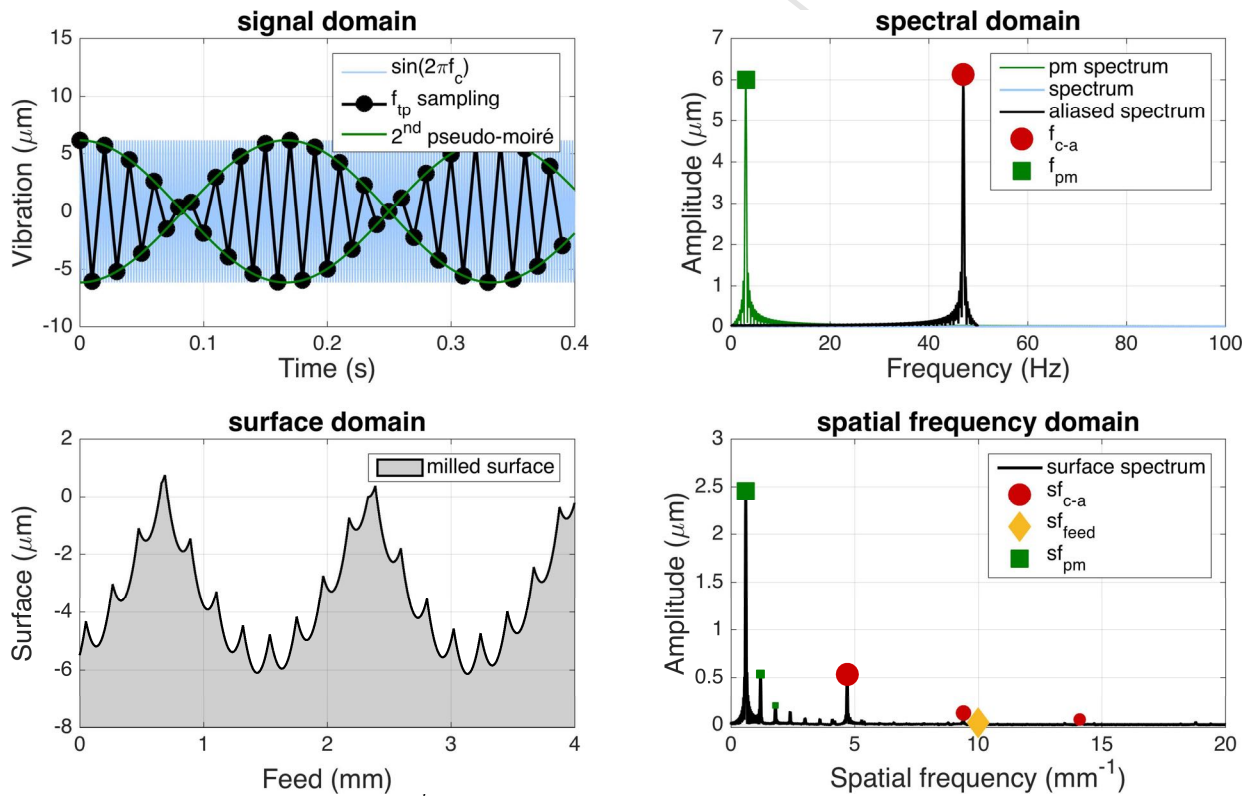 signal domain
15
10
5
0
-5
-10
Vibration (μm)
0
0.1
0.2
0.3
0.4
Time (s)
sin(2πf_c)
f_tp sampling
2^nd pseudo-moiré
spectral domain
7
6
5
4
3
2
1
0
Amplitude (μm)
0
20
40
60
80
100
Frequency (Hz)
pm spectrum
spectrum
aliased spectrum
f_c-a
f_pm
surface domain
2
0
-2
-4
-6
-8
Surface (μm)
0
1
2
3
4
Feed (mm)
milled surface
spatial frequency domain
3
2.5
2
1.5
1
0.5
0
Amplitude (μm)
0
5
10
15
20
Spatial frequency (mm^-1)
surface spectrum
sf_c-a
sf_feed
sf_pm